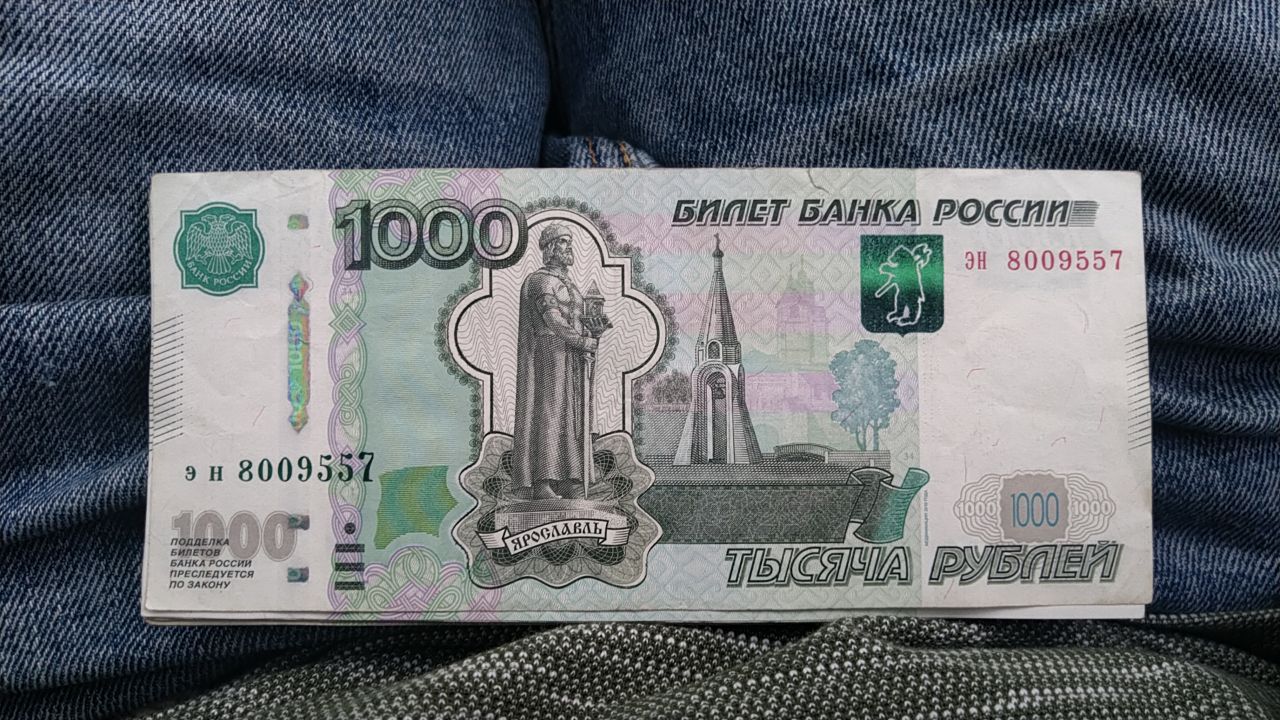 1000
БИЛЕТ БАНКА РОССИИ
БАНК РОССИИ
эн 8009557
эн 8009557
ЯРОСЛАВЛЬ
34
1000
ПОДДЕЛКА
БИЛЕТОВ
БАНКА РОССИИ
ПРЕСЛЕДУЕТСЯ
ПО ЗАКОНУ
1000 1000 1000
ТЫСЯЧА РУБЛЕЙ